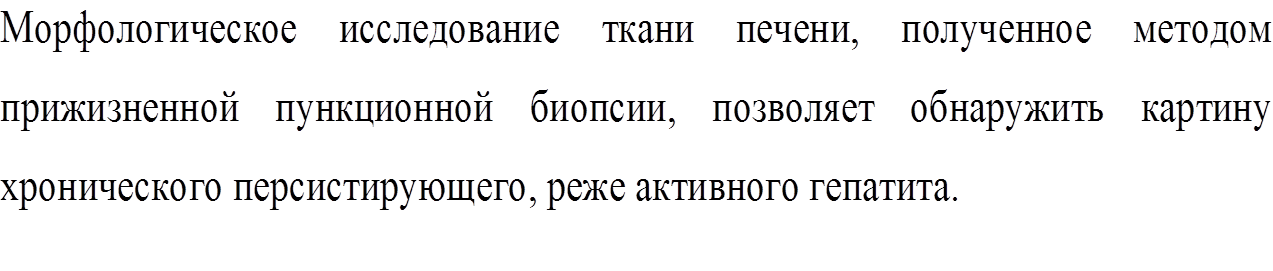 Морфологическое исследование ткани печени, полученное методом
прижизненной пункционной биопсии, позволяет обнаружить картину
хронического персистирующего, реже активного гепатита.